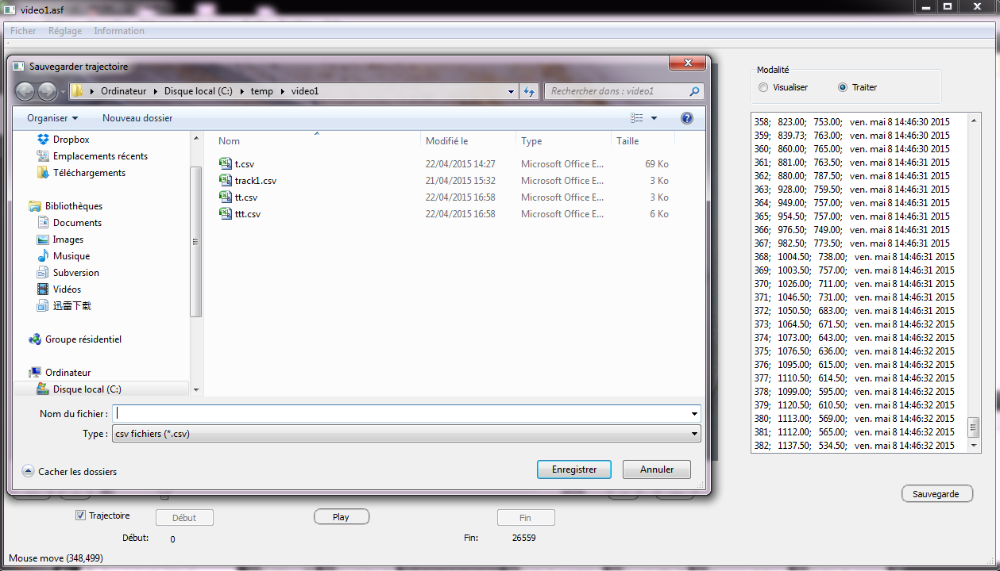 video1.asf
Ficher Réglage Information
Sauvegarder trajectoire
Ordinateur Disque local (C:) temp video1
Rechercher dans : video1
Organiser Nouveau dossier
Dropbox
Emplacements récents
Téléchargements
Bibliothèques
Documents
Images
Musique
Subversion
Vidéos
迅雷下载
Groupe résidentiel
Ordinateur
Disque local (C:)
Nom Modifié le Type Taille
t.csv 22/04/2015 14:27 Microsoft Office E... 69 Ko
track1.csv 21/04/2015 15:32 Microsoft Office E... 3 Ko
tt.csv 22/04/2015 16:58 Microsoft Office E... 3 Ko
ttt.csv 22/04/2015 16:58 Microsoft Office E... 6 Ko
Nom du fichier :
Type : csv fichiers (*.csv)
Cacher les dossiers
Enregistrer Annuler
Modalité
Visualiser Traiter
358; 823.00; 753.00; ven. mai 8 14:46:30 2015
359; 839.73; 763.00; ven. mai 8 14:46:30 2015
360; 860.00; 765.00; ven. mai 8 14:46:30 2015
361; 881.00; 763.50; ven. mai 8 14:46:31 2015
362; 880.00; 787.50; ven. mai 8 14:46:31 2015
363; 928.00; 759.50; ven. mai 8 14:46:31 2015
364; 949.00; 757.00; ven. mai 8 14:46:31 2015
365; 954.50; 757.00; ven. mai 8 14:46:31 2015
366; 976.50; 749.00; ven. mai 8 14:46:31 2015
367; 982.50; 773.50; ven. mai 8 14:46:31 2015
368; 1004.50; 738.00; ven. mai 8 14:46:31 2015
369; 1003.50; 757.00; ven. mai 8 14:46:31 2015
370; 1026.00; 711.00; ven. mai 8 14:46:31 2015
371; 1046.50; 731.00; ven. mai 8 14:46:31 2015
372; 1050.50; 683.00; ven. mai 8 14:46:31 2015
373; 1064.50; 671.50; ven. mai 8 14:46:32 2015
374; 1073.00; 643.00; ven. mai 8 14:46:32 2015
375; 1076.50; 636.00; ven. mai 8 14:46:32 2015
376; 1095.00; 615.00; ven. mai 8 14:46:32 2015
377; 1110.50; 614.50; ven. mai 8 14:46:32 2015
378; 1099.00; 595.00; ven. mai 8 14:46:32 2015
379; 1120.50; 610.50; ven. mai 8 14:46:32 2015
380; 1113.00; 569.00; ven. mai 8 14:46:32 2015
381; 1112.00; 565.00; ven. mai 8 14:46:32 2015
382; 1137.50; 534.50; ven. mai 8 14:46:32 2015
Sauvegarde
Trajectoire Début Play Fin
Début: 0 Fin: 26559
Mouse move (348,499)